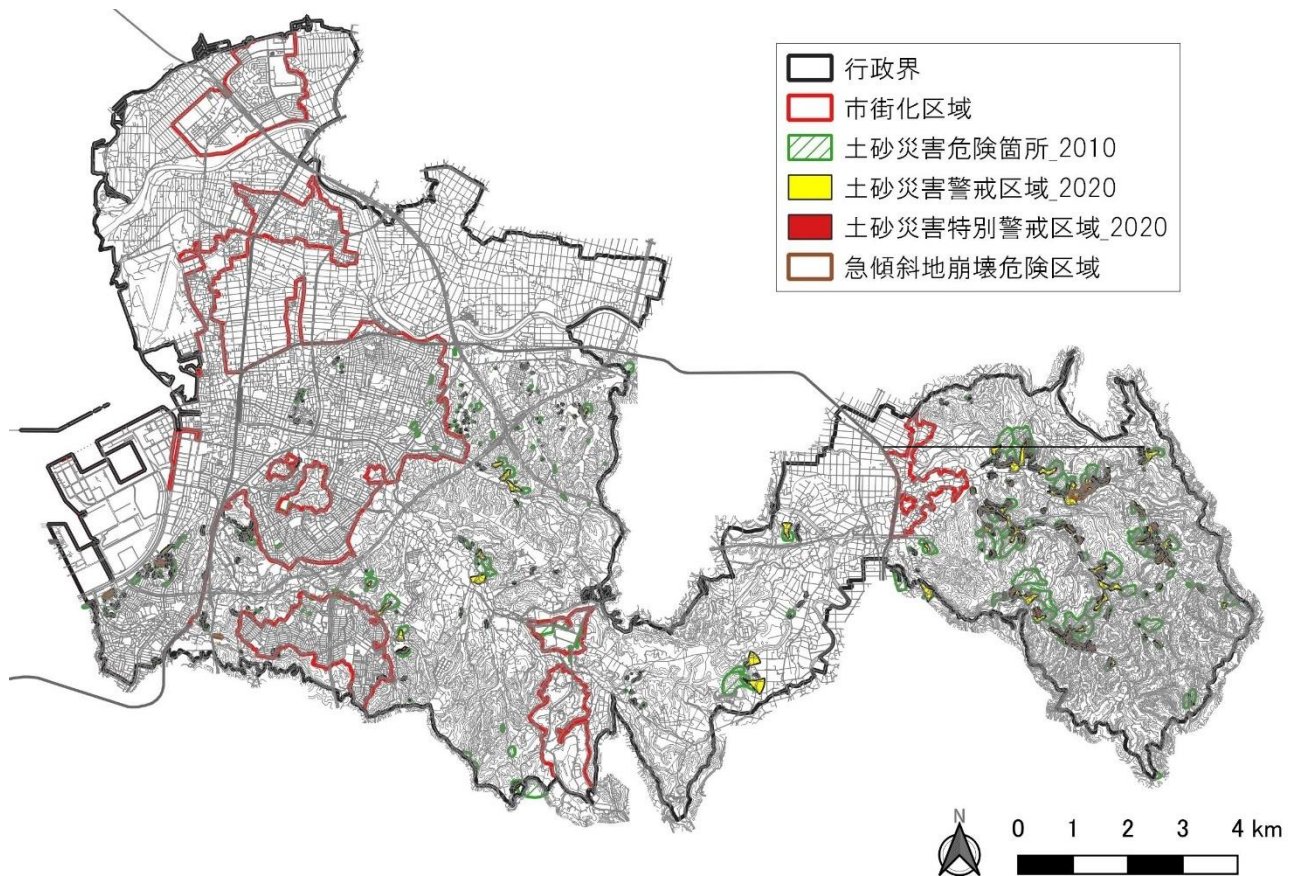 行政界
市街化区域
土砂災害危険箇所_2010
土砂災害警戒区域_2020
土砂災害特別警戒区域_2020
急傾斜地崩壊危険区域
N
0 1 2 3 4 km